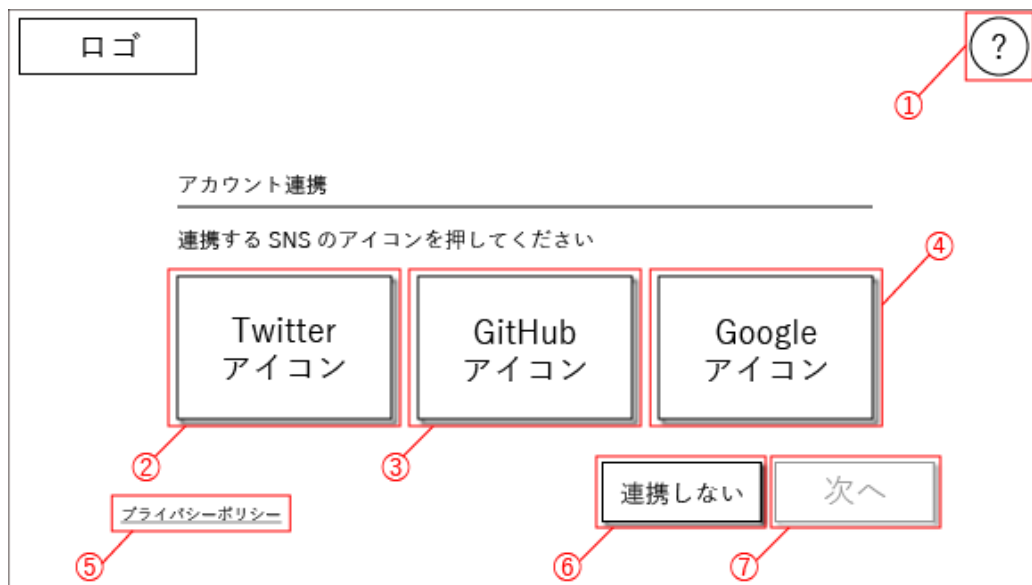 ロゴ
?
①
アカウント連携
連携する SNS のアイコンを押してください
④
Twitter
アイコン
GitHub
アイコン
Google
アイコン
②
③
連携しない
次へ
プライバシーポリシー
⑤
⑥
⑦